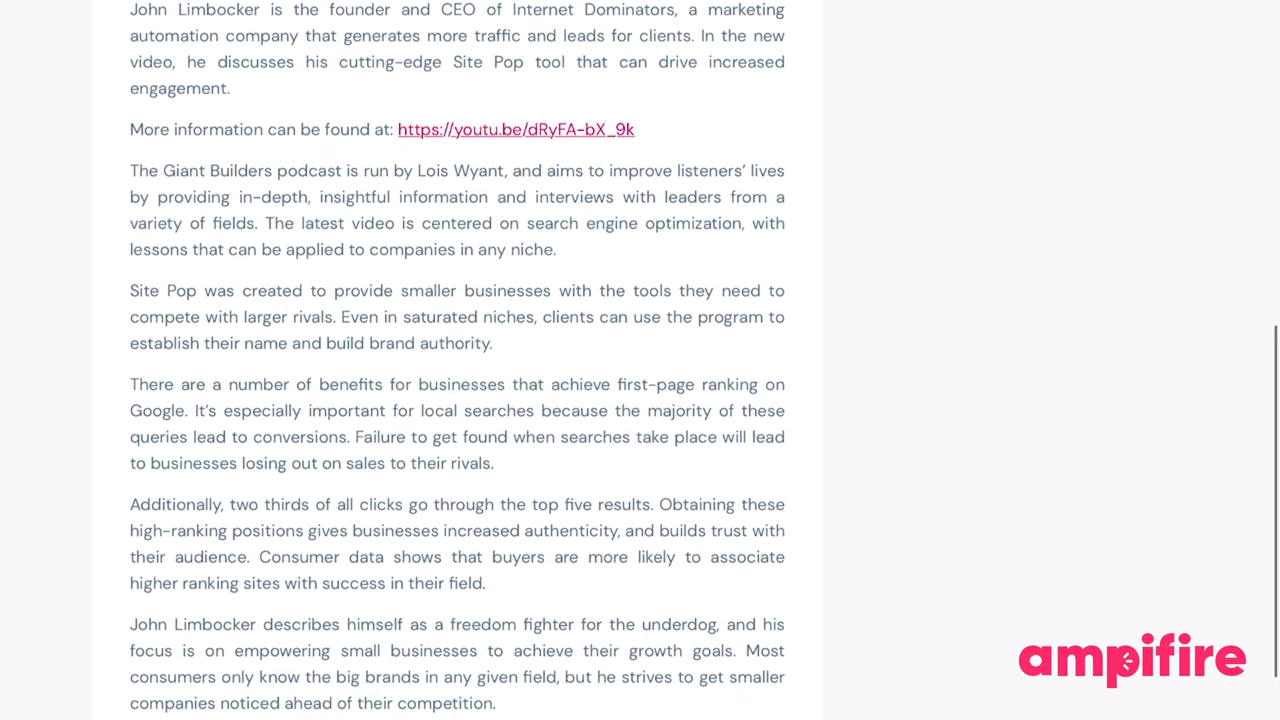 John Limbocker is the founder and CEO of Internet Dominators, a marketing
automation company that generates more traffic and leads for clients. In the new
video, he discusses his cutting-edge Site Pop tool that can drive increased
engagement.
More information can be found at: https://youtu.be/dRyFA-bX_9k
The Giant Builders podcast is run by Lois Wyant, and aims to improve listeners’ lives
by providing in-depth, insightful information and interviews with leaders from a
variety of fields. The latest video is centered on search engine optimization, with
lessons that can be applied to companies in any niche.
Site Pop was created to provide smaller businesses with the tools they need to
compete with larger rivals. Even in saturated niches, clients can use the program to
establish their name and build brand authority.
There are a number of benefits for businesses that achieve first-page ranking on
Google. It’s especially important for local searches because the majority of these
queries lead to conversions. Failure to get found when searches take place will lead
to businesses losing out on sales to their rivals.
Additionally, two thirds of all clicks go through the top five results. Obtaining these
high-ranking positions gives businesses increased authenticity, and builds trust with
their audience. Consumer data shows that buyers are more likely to associate
higher ranking sites with success in their field.
John Limbocker describes himself as a freedom fighter for the underdog, and his
focus is on empowering small businesses to achieve their growth goals. Most
consumers only know the big brands in any given field, but he strives to get smaller
companies noticed ahead of their competition.
ampifire